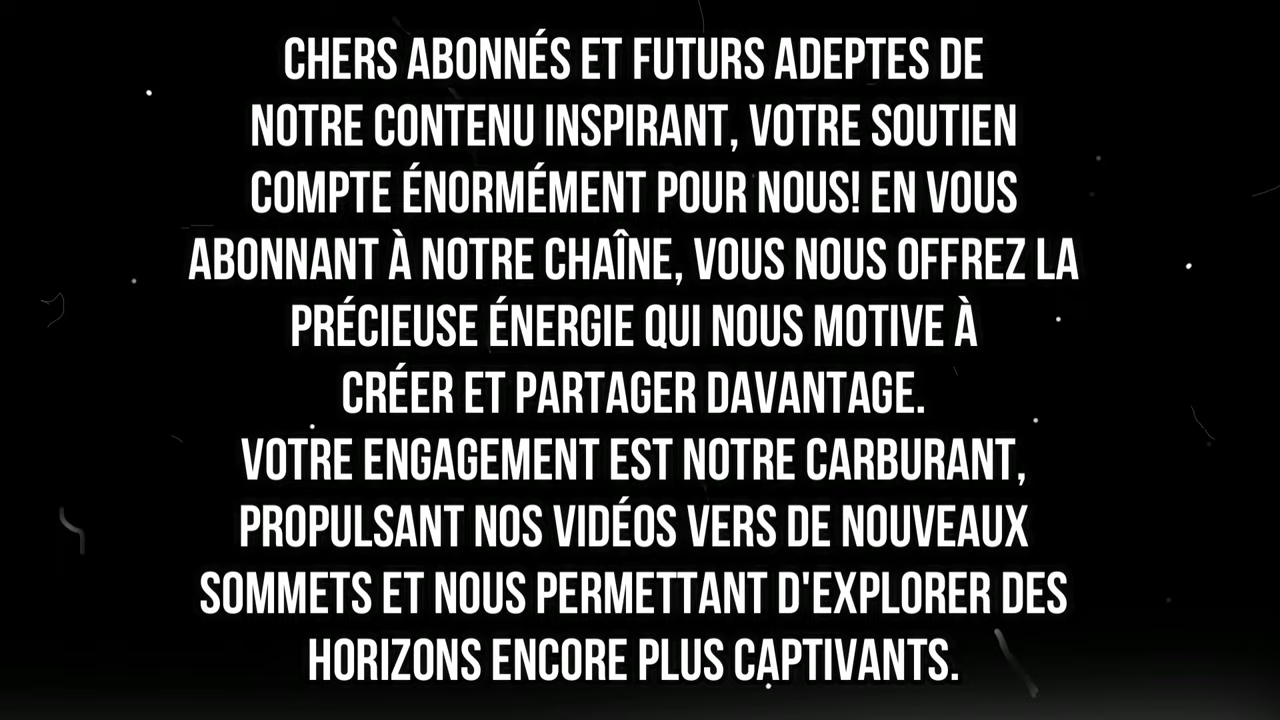 CHERS ABONNÉS ET FUTURS ADEPTES DE
NOTRE CONTENU INSPIRANT, VOTRE SOUTIEN
COMPTE ÉNORMÉMENT POUR NOUS! EN VOUS
ABONNANT À NOTRE CHAÎNE, VOUS NOUS OFFREZ LA
PRÉCIEUSE ÉNERGIE QUI NOUS MOTIVE À
CRÉER ET PARTAGER DAVANTAGE.
VOTRE ENGAGEMENT EST NOTRE CARBURANT,
PROPULSANT NOS VIDÉOS VERS DE NOUVEAUX
SOMMETS ET NOUS PERMETTANT D'EXPLORER DES
HORIZONS ENCORE PLUS CAPTIVANTS.